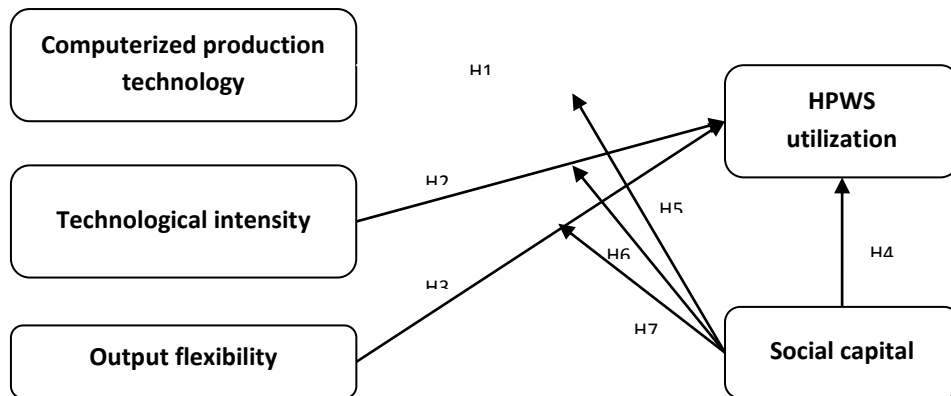 Computerized production
technology
H1
HPWS
utilization
H2
Technological intensity
H5
H6
H4
H3
H7
Output flexibility
Social capital